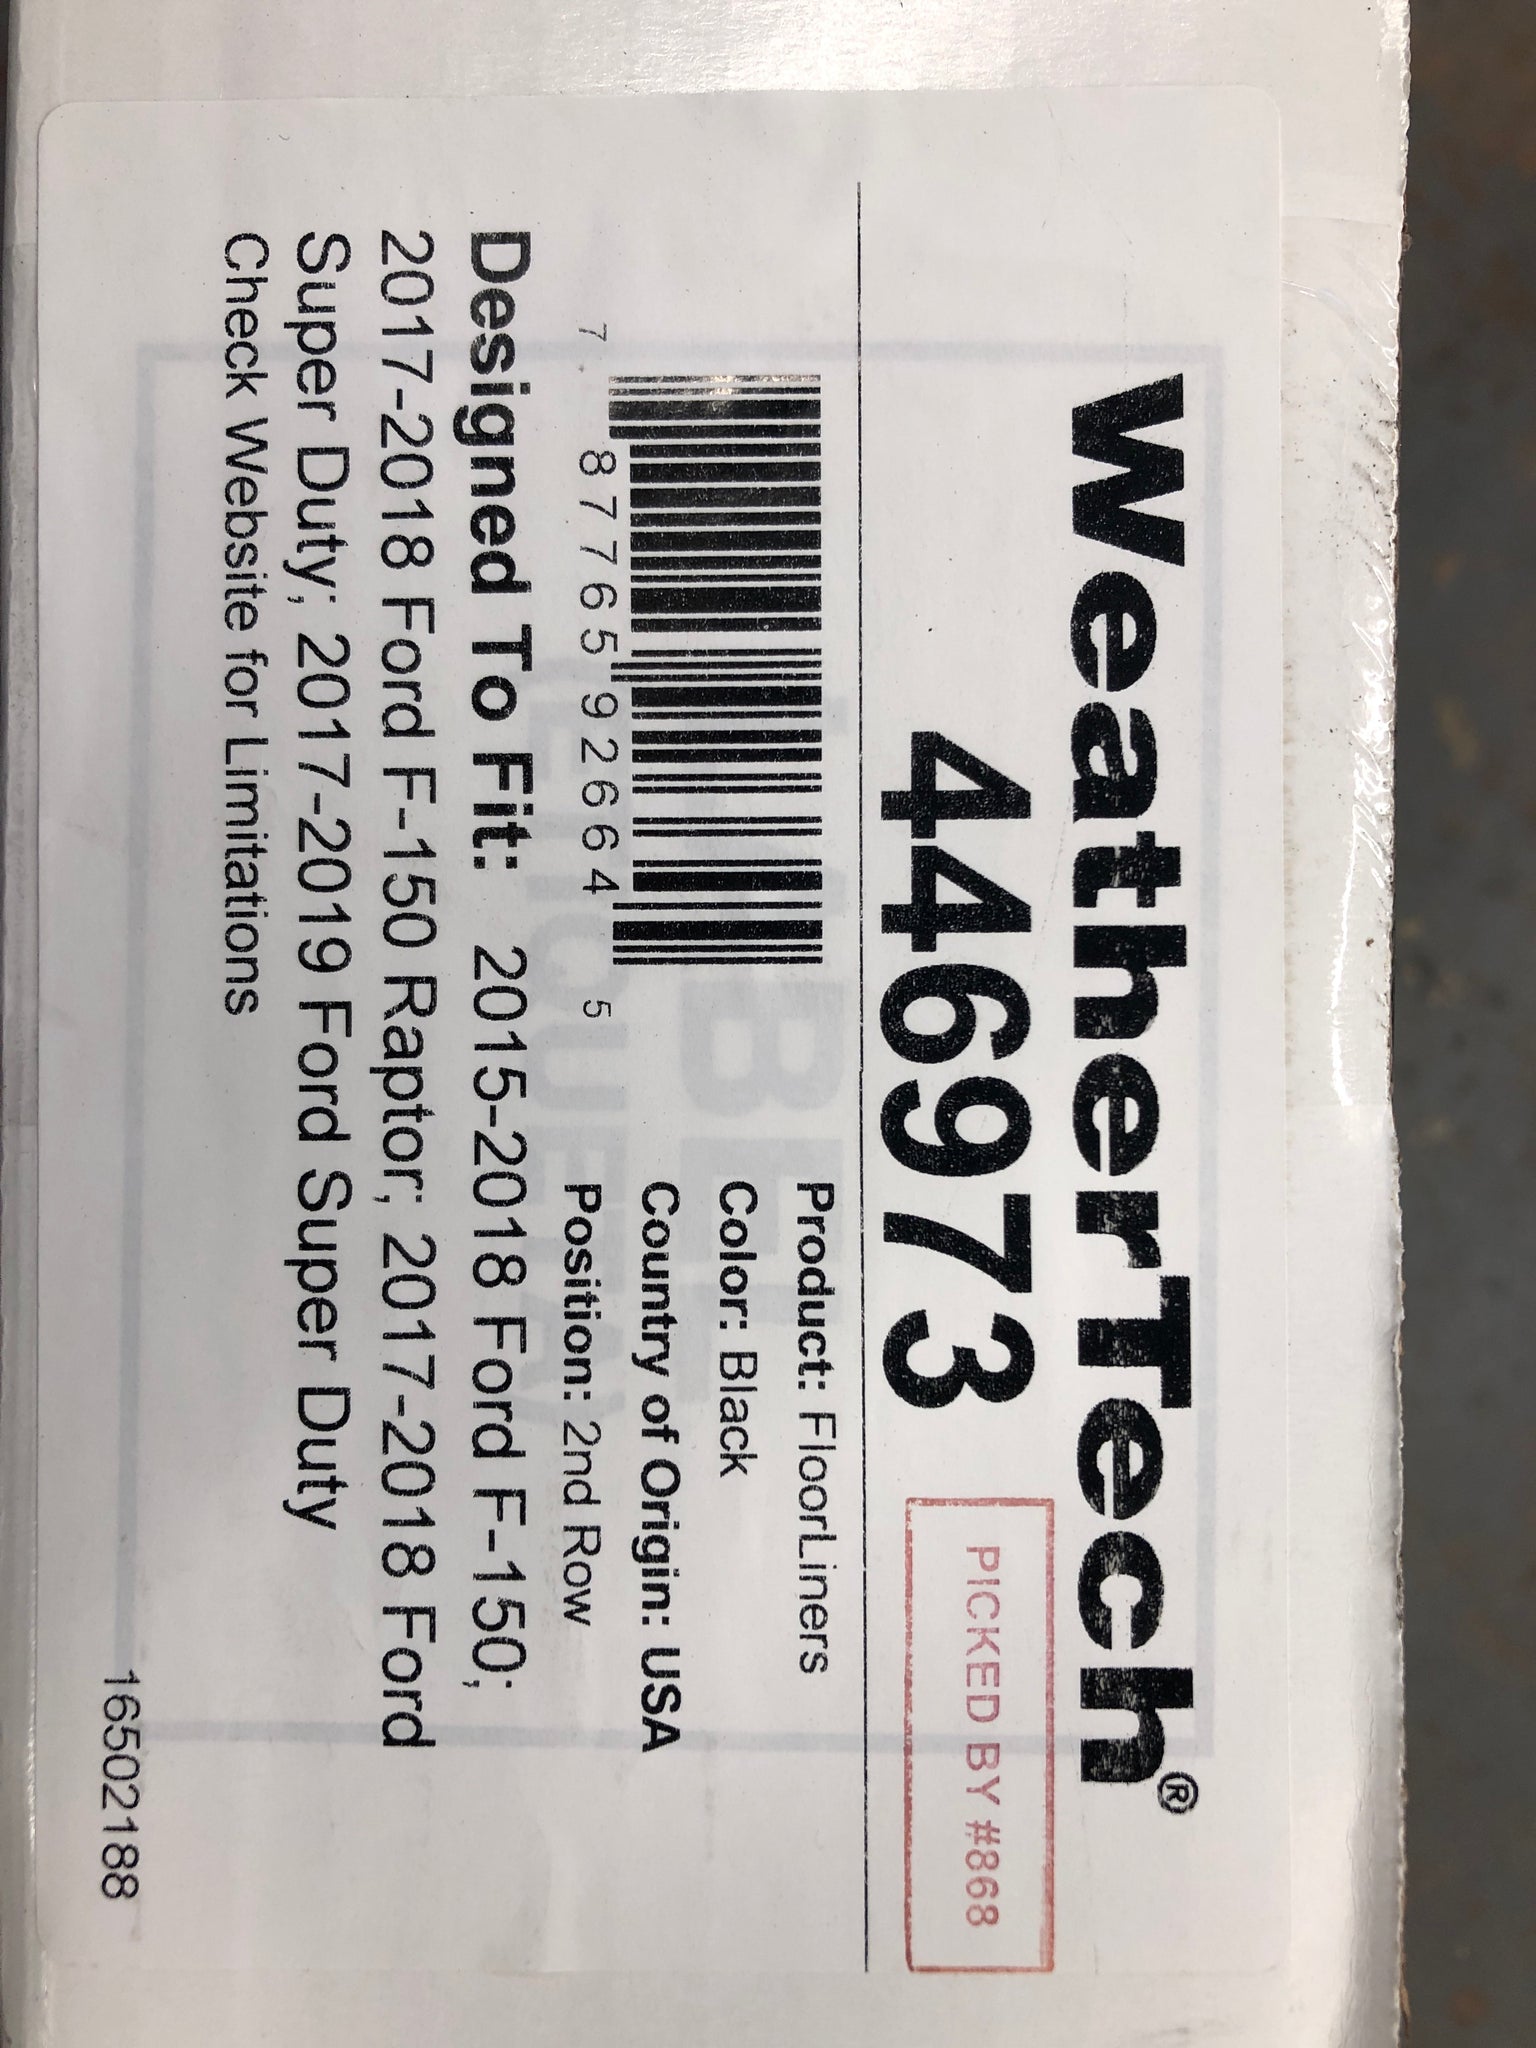 WeatherTech®
446973
PICKED BY #868
Product: FloorLiners
Color: Black
Country of Origin: USA
Position: 2nd Row
7 87765 92664 5
Designed To Fit: 2015-2018 Ford F-150;
2017-2018 Ford F-150 Raptor; 2017-2018 Ford
Super Duty; 2017-2019 Ford Super Duty
Check Website for Limitations
16502188